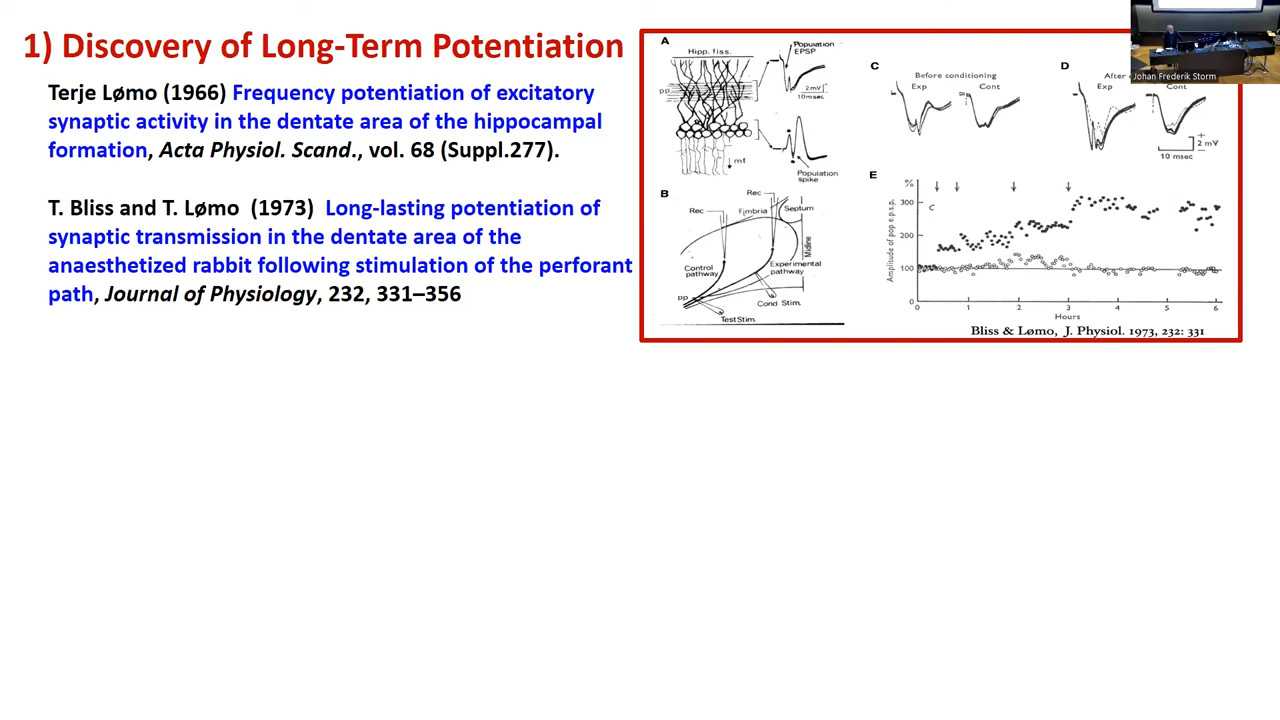 1) Discovery of Long-Term Potentiation
Terje Lømo (1966) Frequency potentiation of excitatory
synaptic activity in the dentate area of the hippocampal
formation, Acta Physiol. Scand., vol. 68 (Suppl.277).
T. Bliss and T. Lømo (1973) Long-lasting potentiation of
synaptic transmission in the dentate area of the
anaesthetized rabbit following stimulation of the perforant
path, Journal of Physiology, 232, 331–356
A
Hipp. fiss.
Population
EPSP
pp
2mV
10msec
mf
Population
spike
B
Rec
Rec
Fimbria
Septum
Midline
Control
pathway
Experimental
pathway
pp
Cond Stim.
Test Stim.
C
Before conditioning
Exp
Cont
D
After
Exp
Cont
+
2 mV
–
10 msec
E
%
300
200
100
0
C
Amplitude of pop e.p.s.p.
0 1 2 3 4 5 6
Hours
Bliss & Lømo, J. Physiol. 1973, 232: 331
Johan Frederik Storm